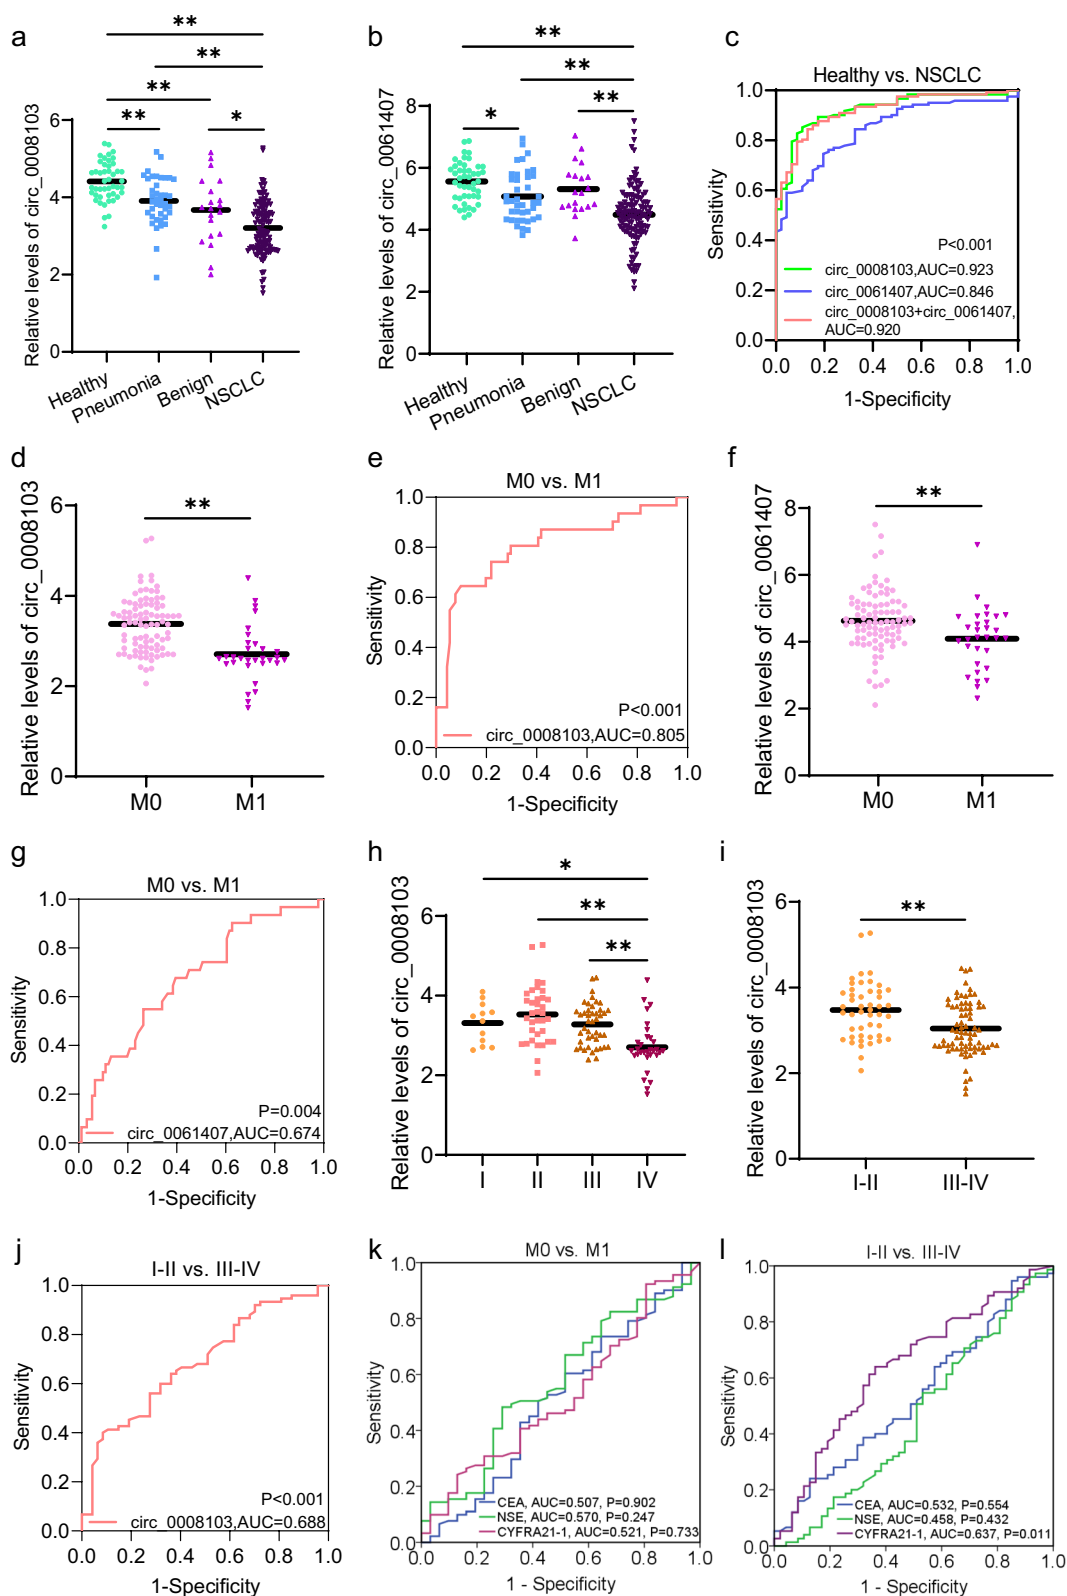 a
**
**
**
**
*
Relative levels of circ_0008103
6
4
2
0
Healthy
Pneumonia
Benign
NSCLC
b
**
**
*
**
Relative levels of circ_0061407
8
6
4
2
0
Healthy
Pneumonia
Benign
NSCLC
c
Healthy vs. NSCLC
Sensitivity
1.0
0.8
0.6
0.4
0.2
0.0
P<0.001
circ_0008103,AUC=0.923
circ_0061407,AUC=0.846
circ_0008103+circ_0061407,
AUC=0.920
0.0 0.2 0.4 0.6 0.8 1.0
1-Specificity
d
**
Relative levels of circ_0008103
6
4
2
0
M0 M1
e
M0 vs. M1
Sensitivity
1.0
0.8
0.6
0.4
0.2
0.0
P<0.001
circ_0008103,AUC=0.805
0.0 0.2 0.4 0.6 0.8 1.0
1-Specificity
f
**
Relative levels of circ_0061407
8
6
4
2
0
M0 M1
g
M0 vs. M1
Sensitivity
1.0
0.8
0.6
0.4
0.2
0.0
P=0.004
circ_0061407,AUC=0.674
0.0 0.2 0.4 0.6 0.8 1.0
1-Specificity
h
*
**
**
Relative levels of circ_0008103
6
4
2
0
I II III IV
i
**
Relative levels of circ_0008103
6
4
2
0
I-II III-IV
j
I-II vs. III-IV
Sensitivity
1.0
0.8
0.6
0.4
0.2
0.0
P<0.001
circ_0008103,AUC=0.688
0.0 0.2 0.4 0.6 0.8 1.0
1-Specificity
k
M0 vs. M1
Sensitivity
1.0
0.8
0.6
0.4
0.2
0.0
CEA, AUC=0.507, P=0.902
NSE, AUC=0.570, P=0.247
CYFRA21-1, AUC=0.521, P=0.733
0.0 0.2 0.4 0.6 0.8 1.0
1 - Specificity
l
I-II vs. III-IV
Sensitivity
1.0
0.8
0.6
0.4
0.2
0.0
CEA, AUC=0.532, P=0.554
NSE, AUC=0.458, P=0.432
CYFRA21-1, AUC=0.637, P=0.011
0.0 0.2 0.4 0.6 0.8 1.0
1 - Specificity